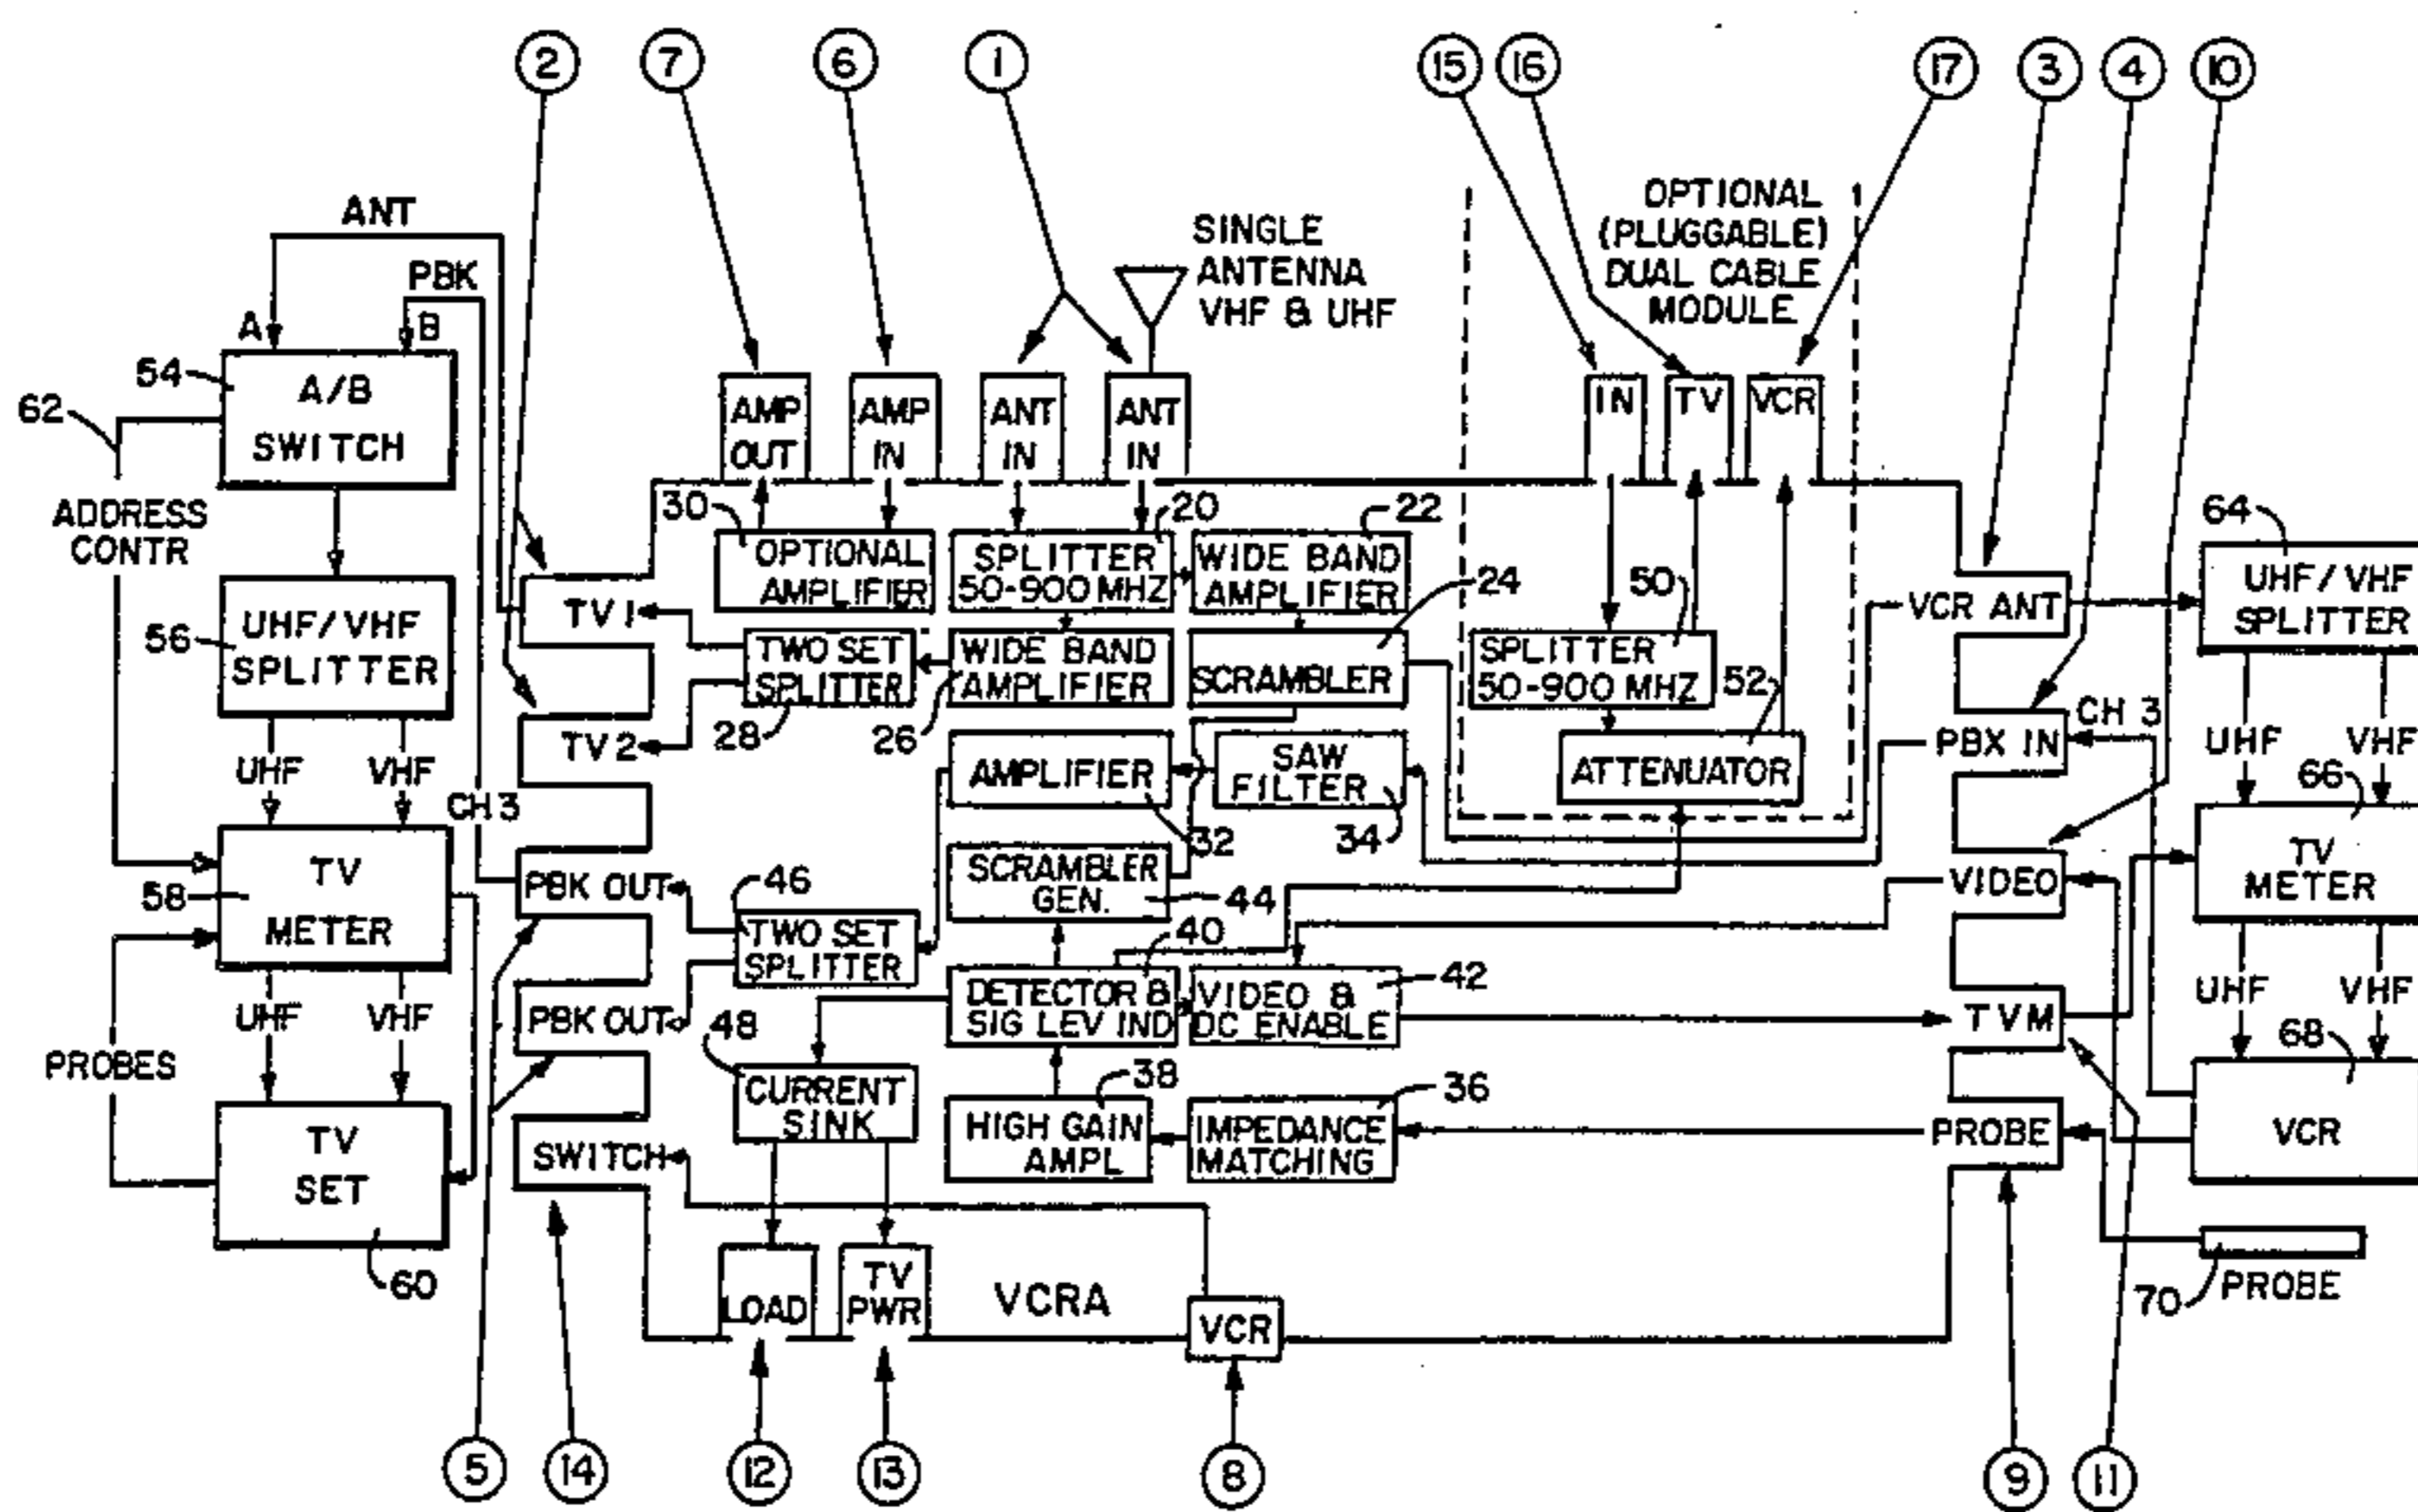 2
7
6
1
15
16
17
3
4
10
ANT
PBK
A
B
SINGLE
ANTENNA
VHF & UHF
OPTIONAL
(PLUGGABLE)
DUAL CABLE
MODULE
54
A/B
SWITCH
62
ADDRESS
CONTR
AMP
OUT
AMP
IN
ANT
IN
ANT
IN
IN
TV
VCR
30
OPTIONAL
AMPLIFIER
20
SPLITTER
50-900 MHZ
22
WIDE BAND
AMPLIFIER
24
64
UHF/VHF
SPLITTER
56
UHF/VHF
SPLITTER
TV 1
TWO SET
SPLITTER
28
WIDE BAND
AMPLIFIER
26
SCRAMBLER
50
SPLITTER
50-900 MHZ
52
VCR ANT
TV 2
UHF
VHF
CH 3
AMPLIFIER
32
SAW
FILTER
34
ATTENUATOR
PBX IN
CH 3
UHF
VHF
66
TV
METER
58
TV
METER
PBK OUT
46
TWO SET
SPLITTER
SCRAMBLER
GEN.
44
VIDEO
40
DETECTOR &
SIG LEV IND
42
VIDEO &
DC ENABLE
UHF
VHF
PBK OUT
TVM
UHF
VHF
PROBES
48
CURRENT
SINK
38
HIGH GAIN
AMPL
36
IMPEDANCE
MATCHING
PROBE
68
VCR
TV
SET
60
SWITCH
LOAD
TV
PWR
VCRA
VCR
70
PROBE
5
14
12
13
8
9
11